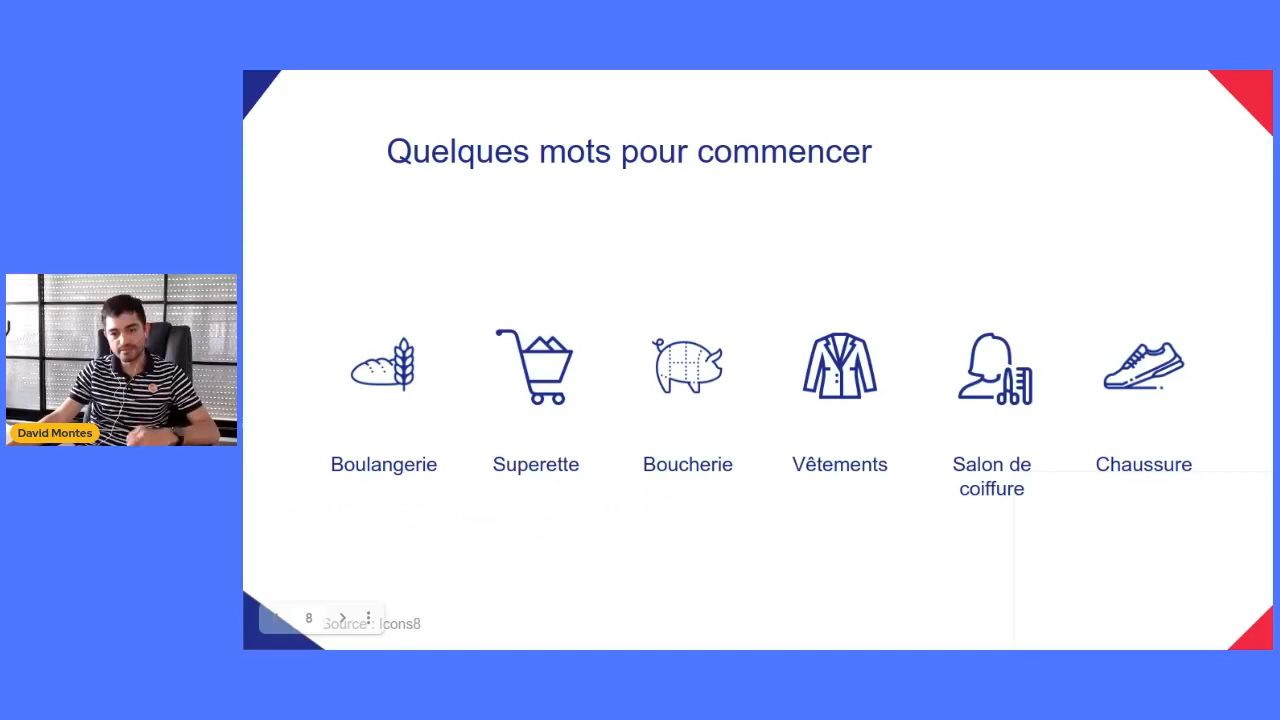 Quelques mots pour commencer
Boulangerie
Superette
Boucherie
Vêtements
Salon de
coiffure
Chaussure
David Montes
8
Source : Icons8